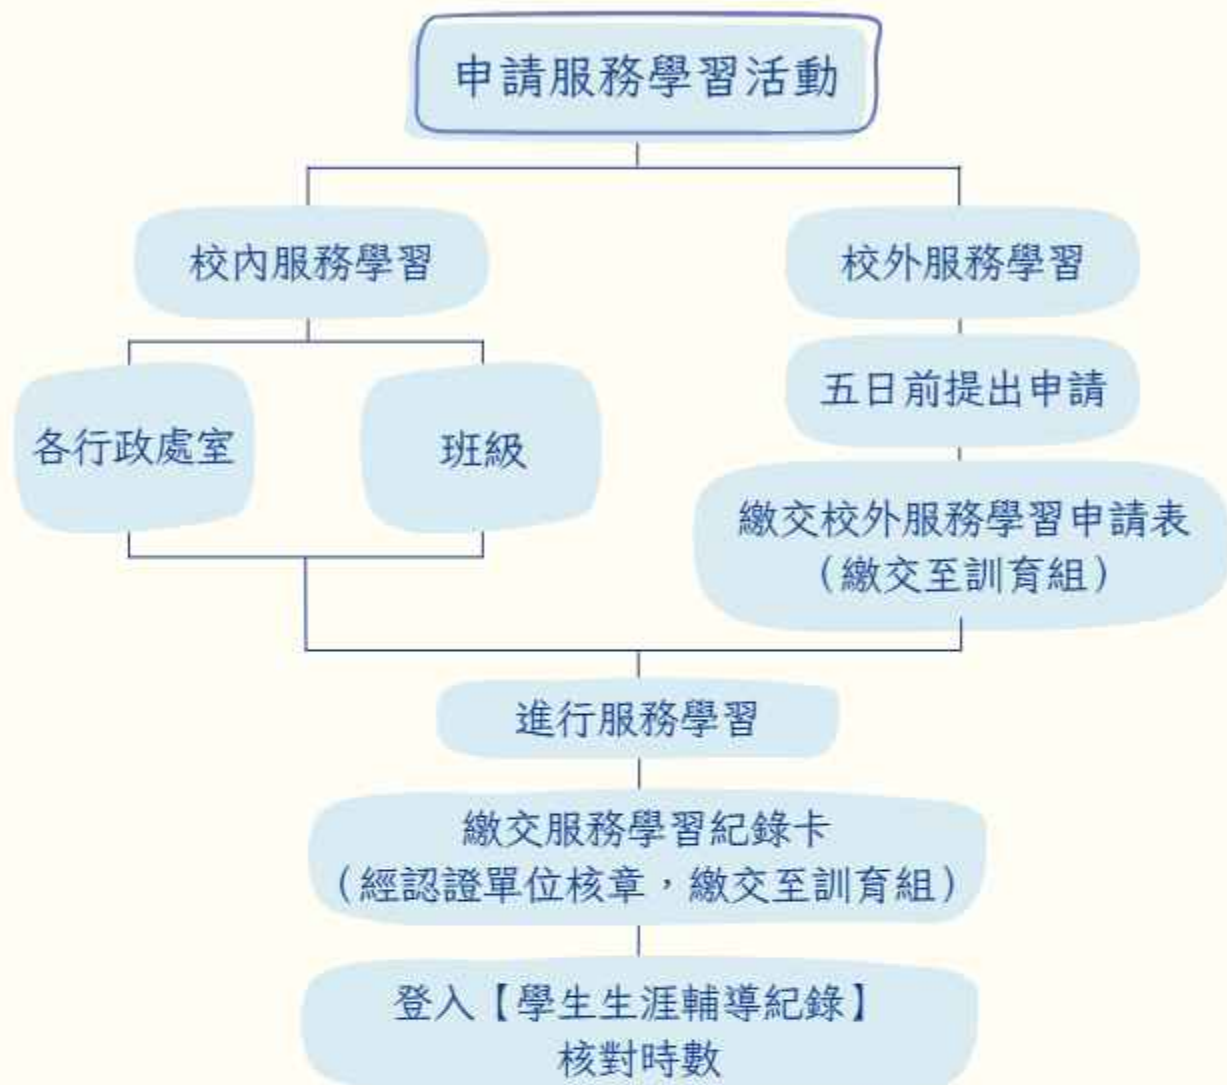 申請服務學習活動
校內服務學習
校外服務學習
各行政處室
班級
五日前提出申請
繳交校外服務學習申請表
（繳交至訓育組）
進行服務學習
繳交服務學習紀錄卡
（經認證單位核章，繳交至訓育組）
登入【學生生涯輔導紀錄】
核對時數